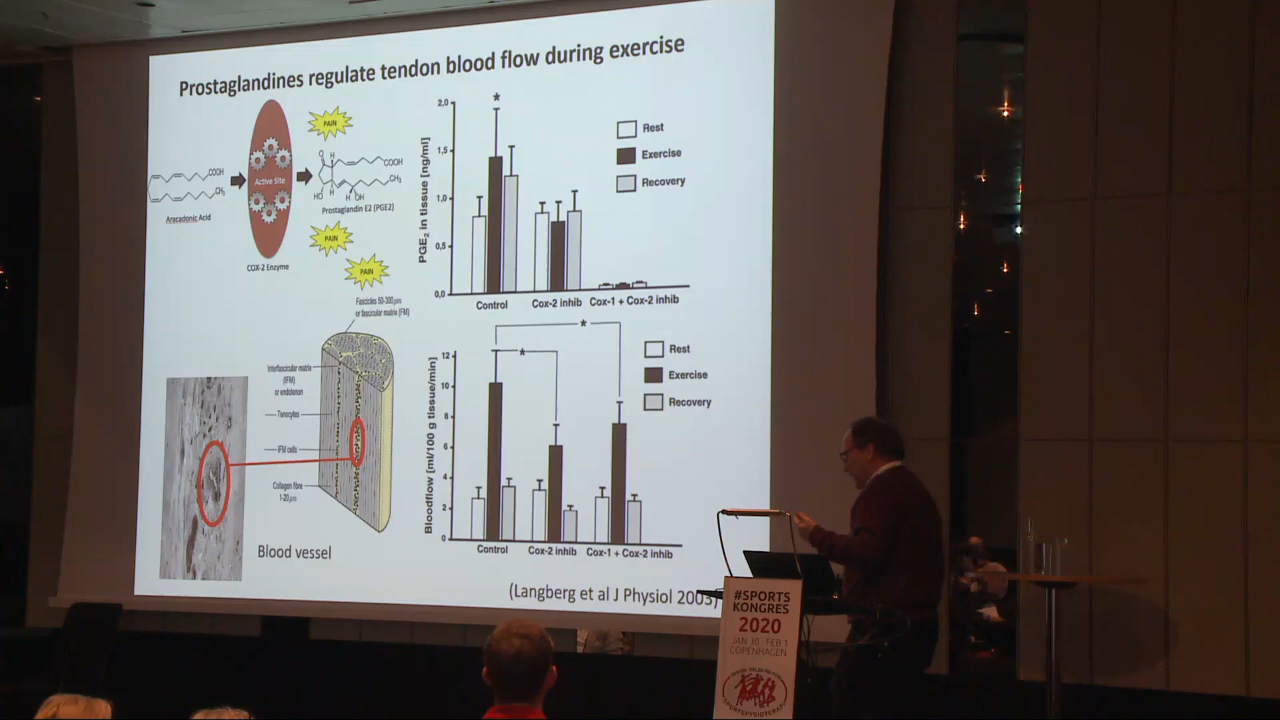 Prostaglandines regulate tendon blood flow during exercise
PAIN
COOH
CH₃
Aracadonic Acid
Active Site
COX-2 Enzyme
O
H
COOH
CH₃
HO
H
OH
Prostaglandin E2 (PGE2)
PAIN
PAIN
Fascicles 50-300µm
or fascicular matrix (FM)
Interfascicular matrix
(IFM)
or endotenon
Tenocytes
IFM cells
Collagen fibre
1-20µm
Blood vessel
PGE₂ in tissue [ng/ml]
2,0
1,5
1,0
0,5
0,0
*
Rest
Exercise
Recovery
Control
Cox-2 inhib
Cox-1 + Cox-2 inhib
Bloodflow [ml/100 g tissue/min]
12
10
8
6
4
2
0
*
*
Rest
Exercise
Recovery
Control
Cox-2 inhib
Cox-1 + Cox-2 inhib
(Langberg et al J Physiol 2003)
#SPORTS
KONGRES
2020
JAN 30 - FEB 1
COPENHAGEN